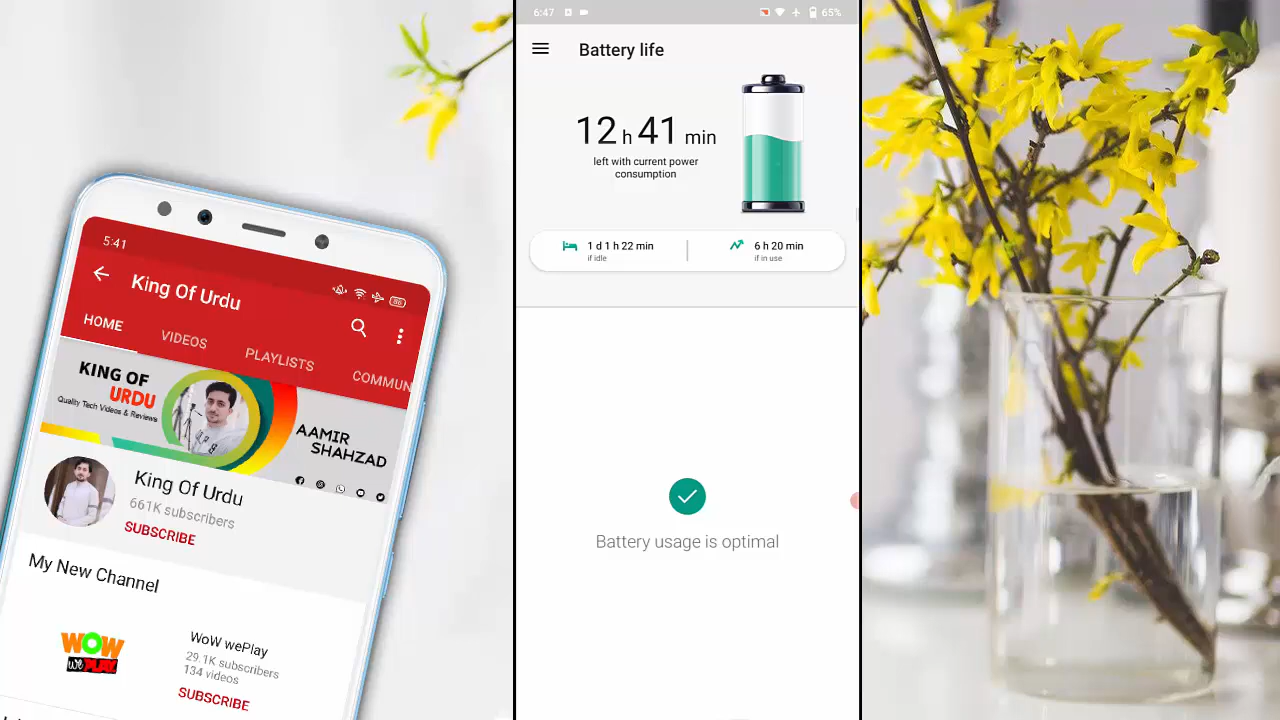 5:41
86
King Of Urdu
HOME
VIDEOS
PLAYLISTS
COMMUN
KING OF
URDU
Quality Tech Videos & Reviews
AAMIR
SHAHZAD
King Of Urdu
661K subscribers
SUBSCRIBE
My New Channel
WOW
we PLAY
WoW wePlay
29.1K subscribers
134 videos
SUBSCRIBE
6:47
65%
Battery life
12 h 41 min
left with current power
consumption
1 d 1 h 22 min
if idle
6 h 20 min
if in use
Battery usage is optimal